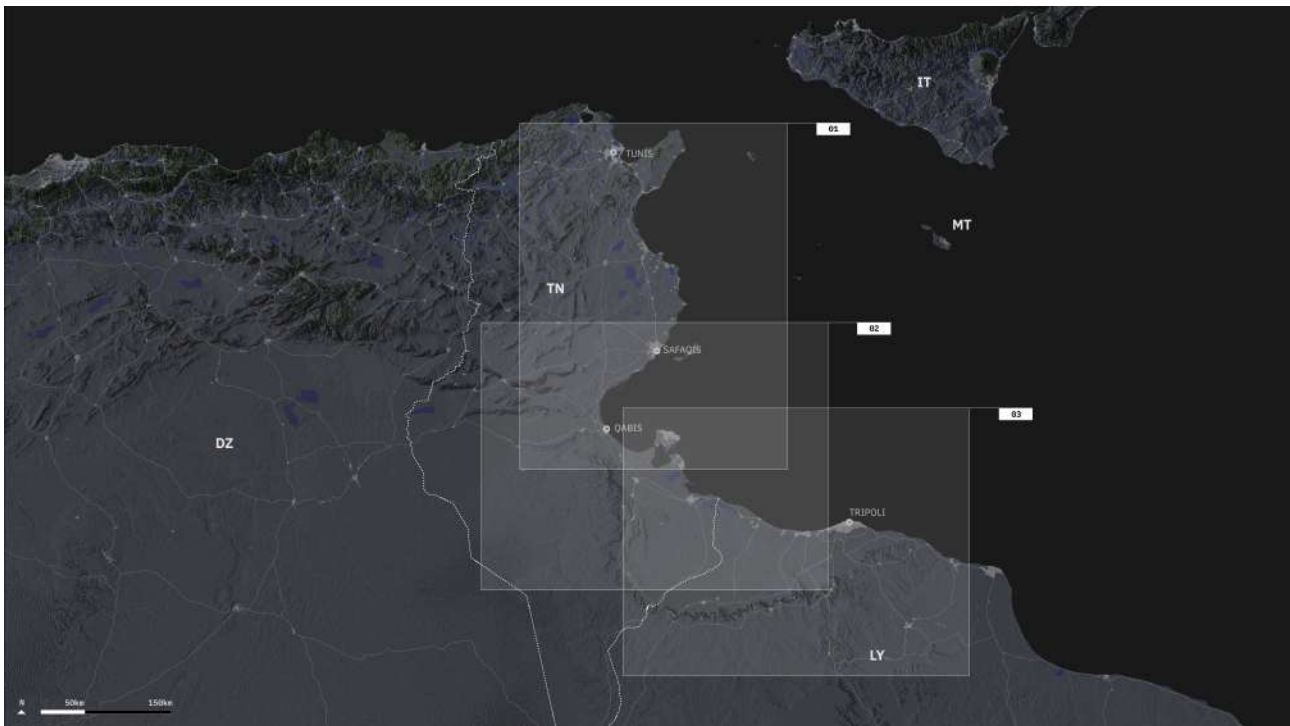 IT
01
TUNIS
MT
TN
02
SAFAQIS
03
QABIS
DZ
TRIPOLI
LY
N
50km
150km